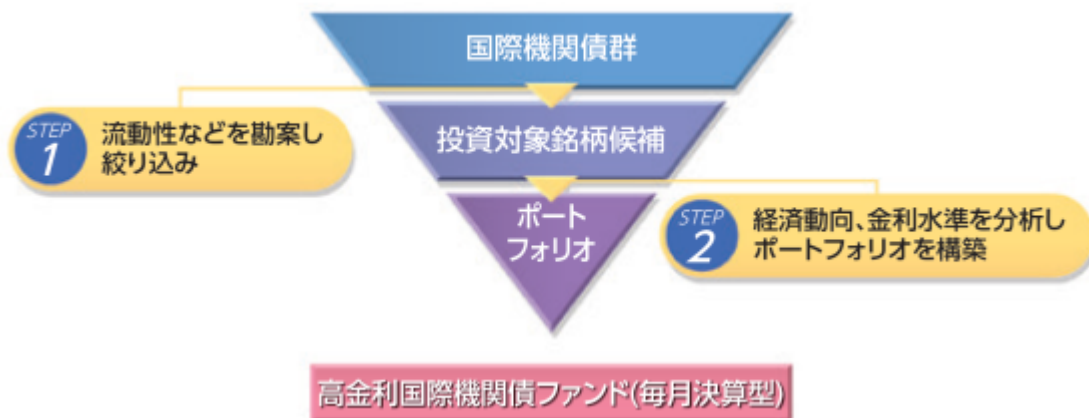 国際機関債群
STEP
1
流動性などを勘案し
絞り込み
投資対象銘柄候補
ポート
フォリオ
STEP
2
経済動向、金利水準を分析し
ポートフォリオを構築
高金利国際機関債ファンド(毎月決算型)